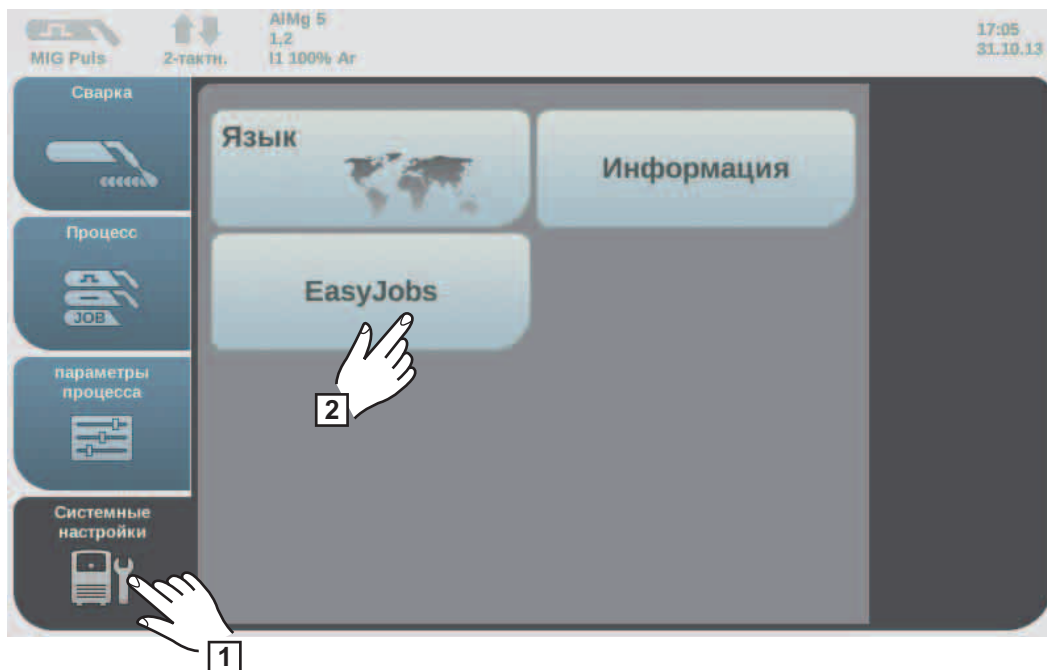 MIG Puls
2-тактн.
AlMg 5
1,2
I1 100% Ar
17:05
31.10.13
Сварка
Процесс
JOB
параметры
процесса
Системные
настройки
Язык
Информация
EasyJobs
2
1